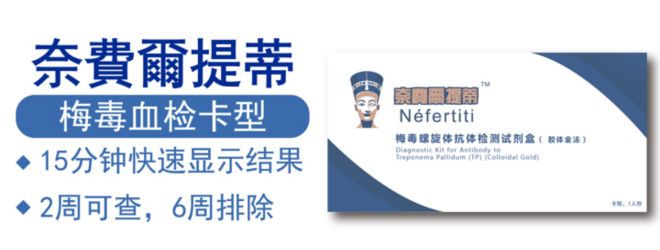 奈費爾提蒂
梅毒血检卡型
15分钟快速显示结果
2周可查，6周排除
奈費爾提蒂™
Néfertiti
梅毒螺旋体抗体检测试剂盒（胶体金法）
Diagnostic Kit for Antibody to
Treponema Pallidum (TP) (Colloidal Gold)
卡型，1人份